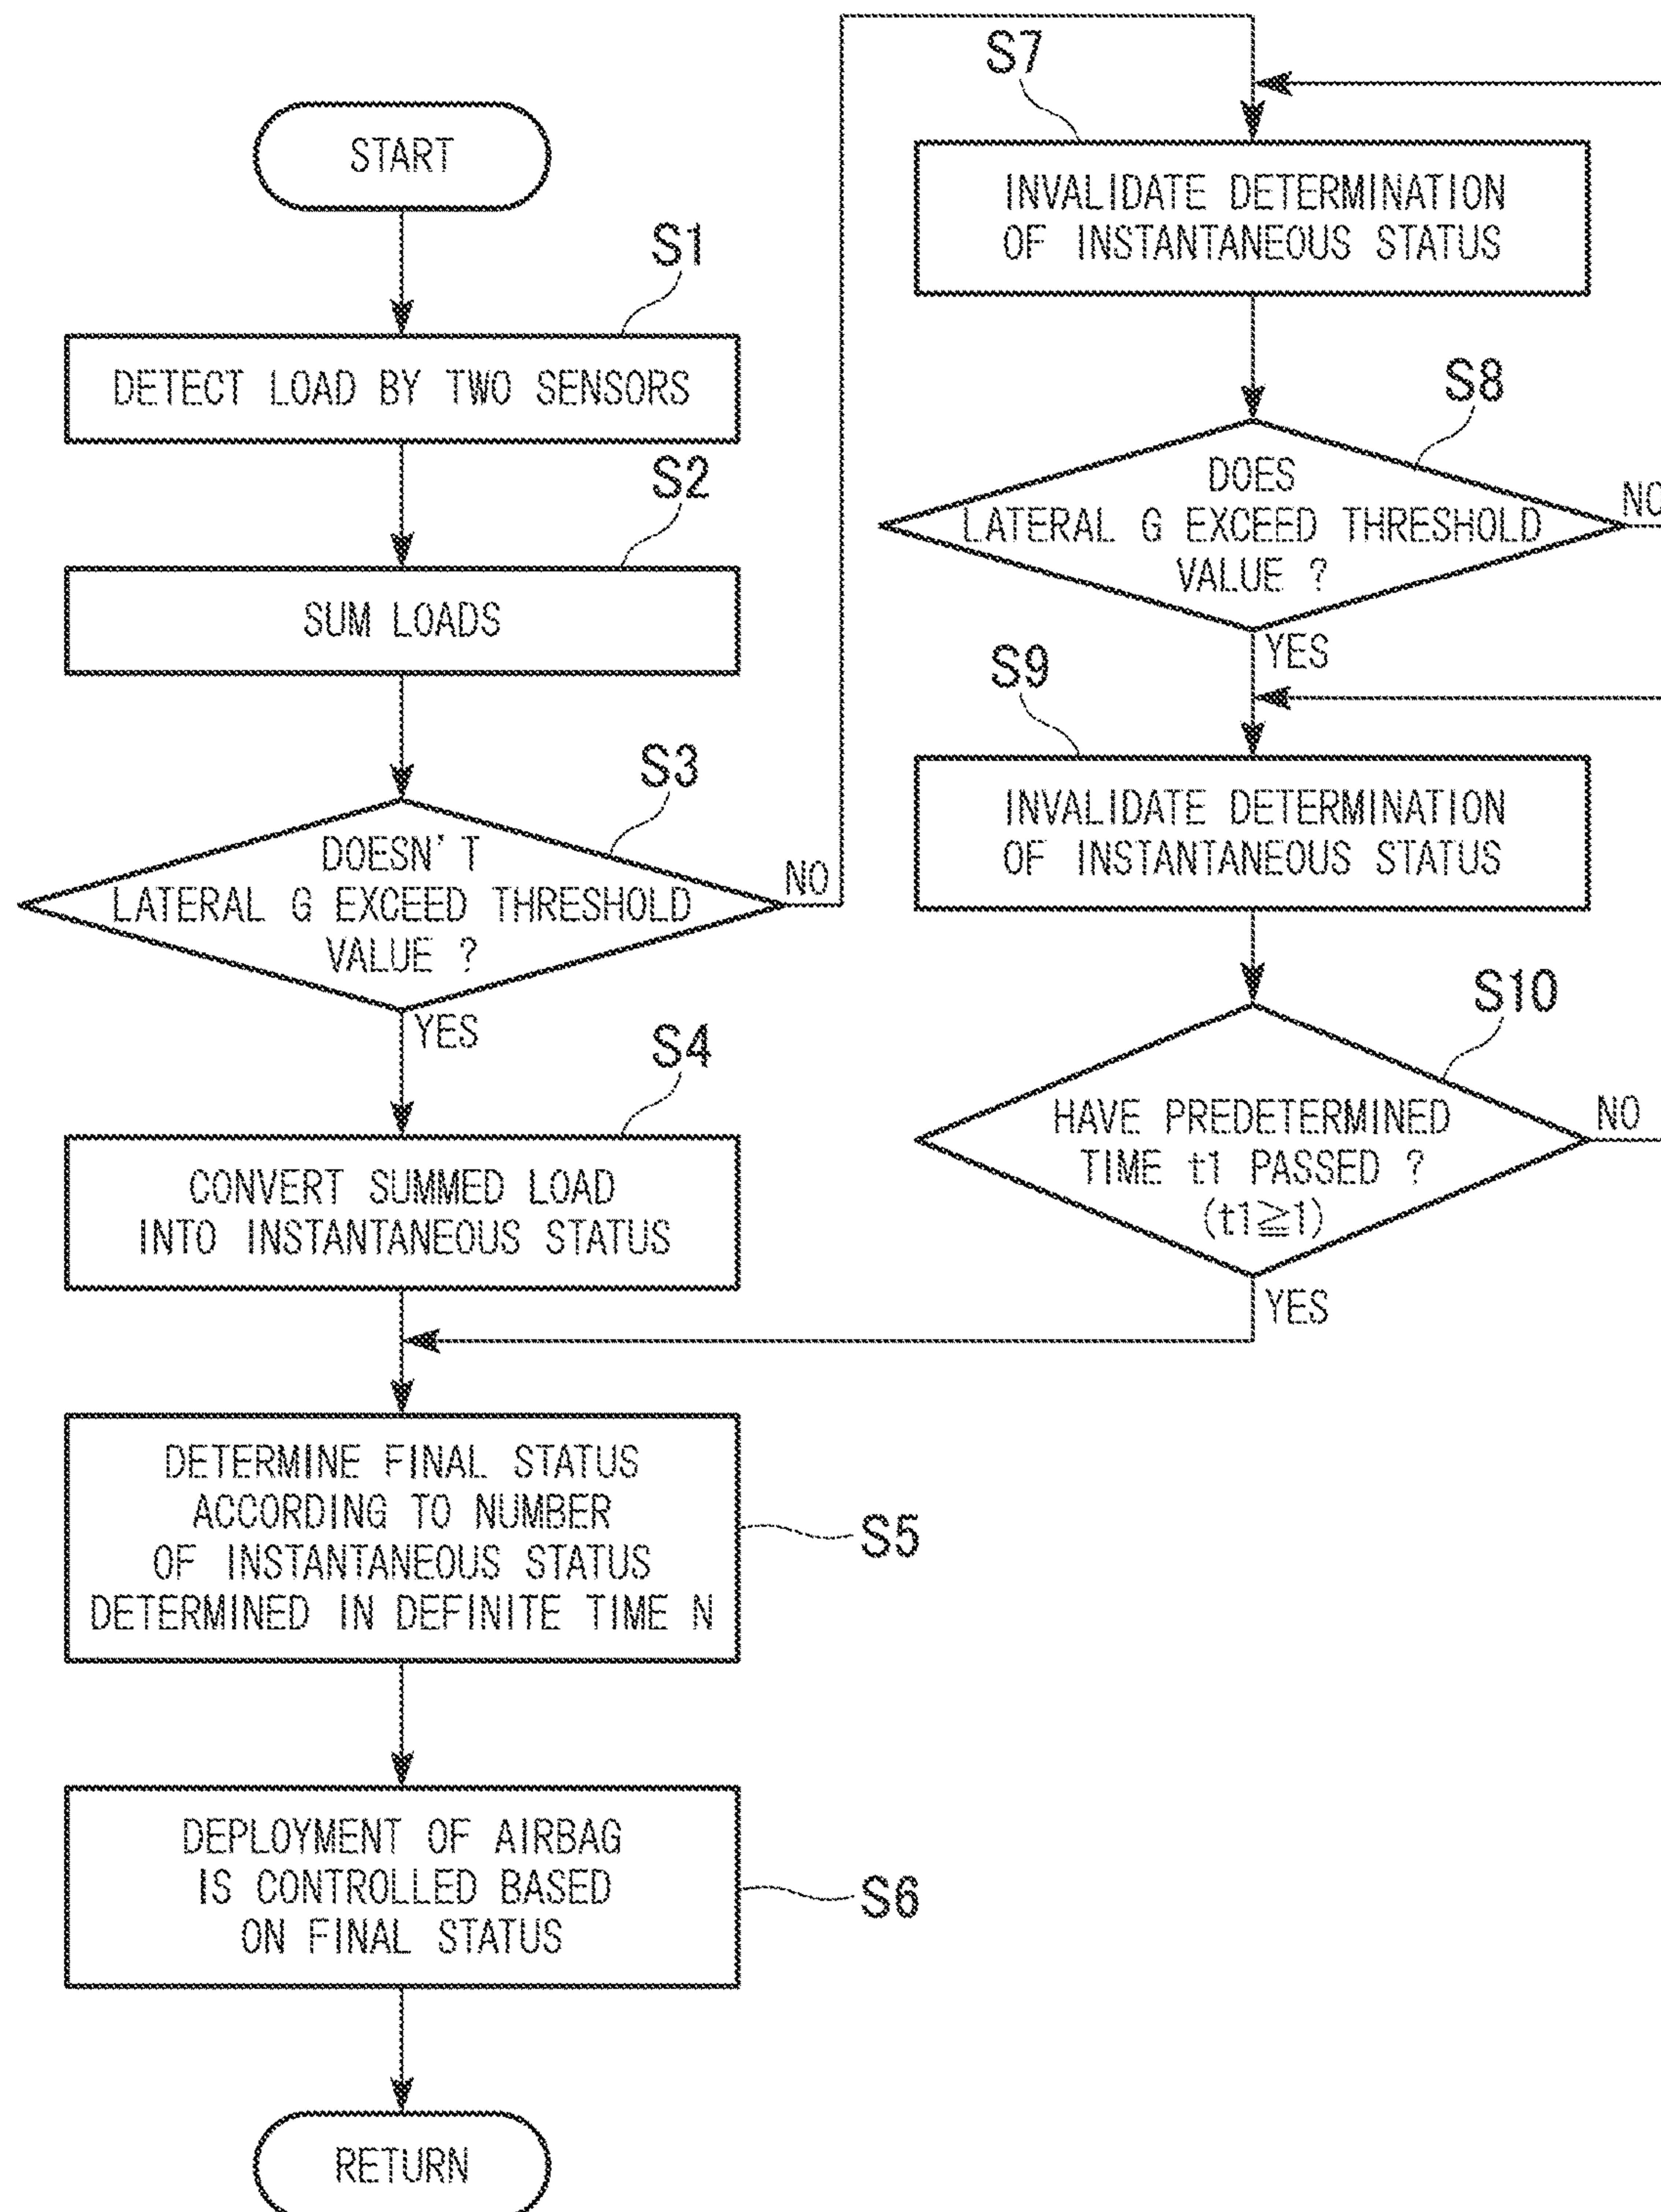 START
S1
DETECT LOAD BY TWO SENSORS
S2
SUM LOADS
S3
DOESN'T
LATERAL G EXCEED THRESHOLD
VALUE ?
NO
YES
S4
CONVERT SUMMED LOAD
INTO INSTANTANEOUS STATUS
DETERMINE FINAL STATUS
ACCORDING TO NUMBER
OF INSTANTANEOUS STATUS
DETERMINED IN DEFINITE TIME N
S5
DEPLOYMENT OF AIRBAG
IS CONTROLLED BASED
ON FINAL STATUS
S6
RETURN
S7
INVALIDATE DETERMINATION
OF INSTANTANEOUS STATUS
S8
DOES
LATERAL G EXCEED THRESHOLD
VALUE ?
NO
YES
S9
INVALIDATE DETERMINATION
OF INSTANTANEOUS STATUS
S10
HAVE PREDETERMINED
TIME t1 PASSED ?
(t1≧1)
NO
YES